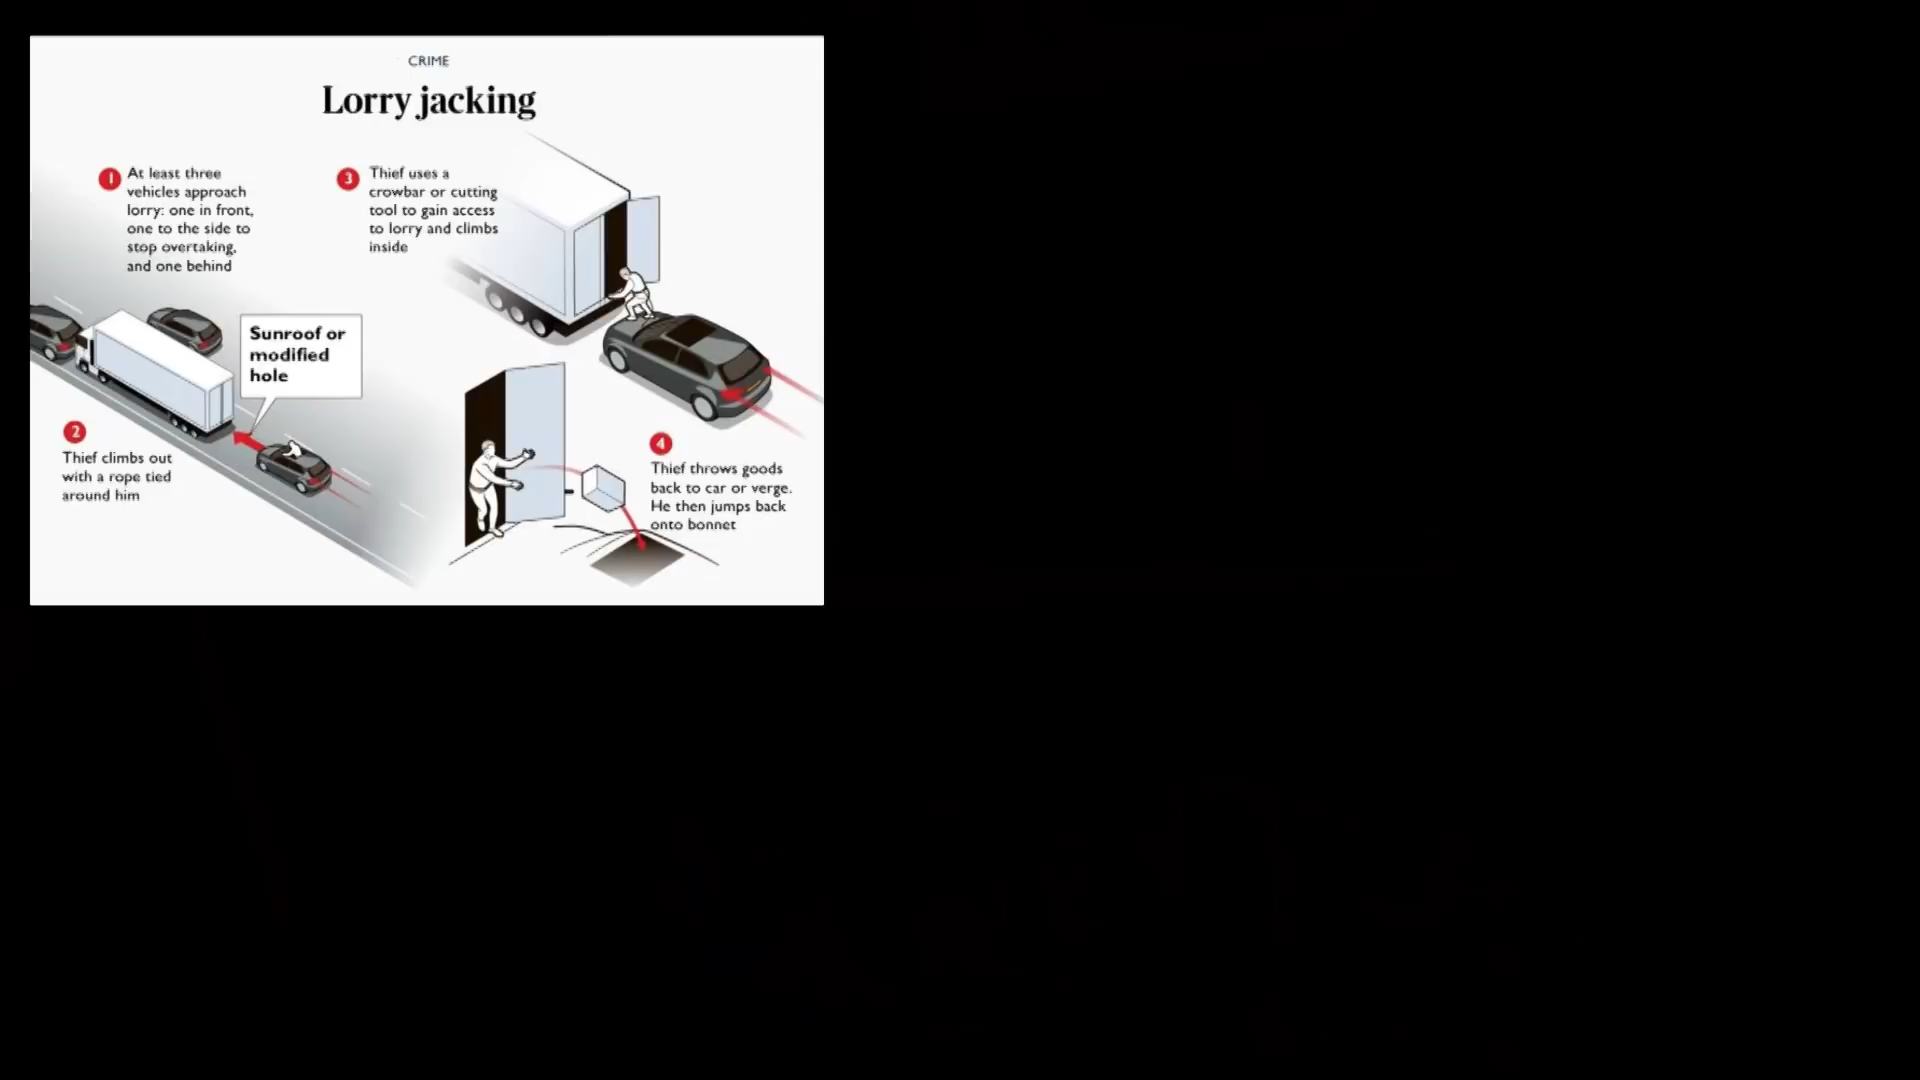 CRIME
Lorry jacking
1
At least three
vehicles approach
lorry: one in front,
one to the side to
stop overtaking,
and one behind
Sunroof or
modified
hole
2
Thief climbs out
with a rope tied
around him
3
Thief uses a
crowbar or cutting
tool to gain access
to lorry and climbs
inside
4
Thief throws goods
back to car or verge.
He then jumps back
onto bonnet